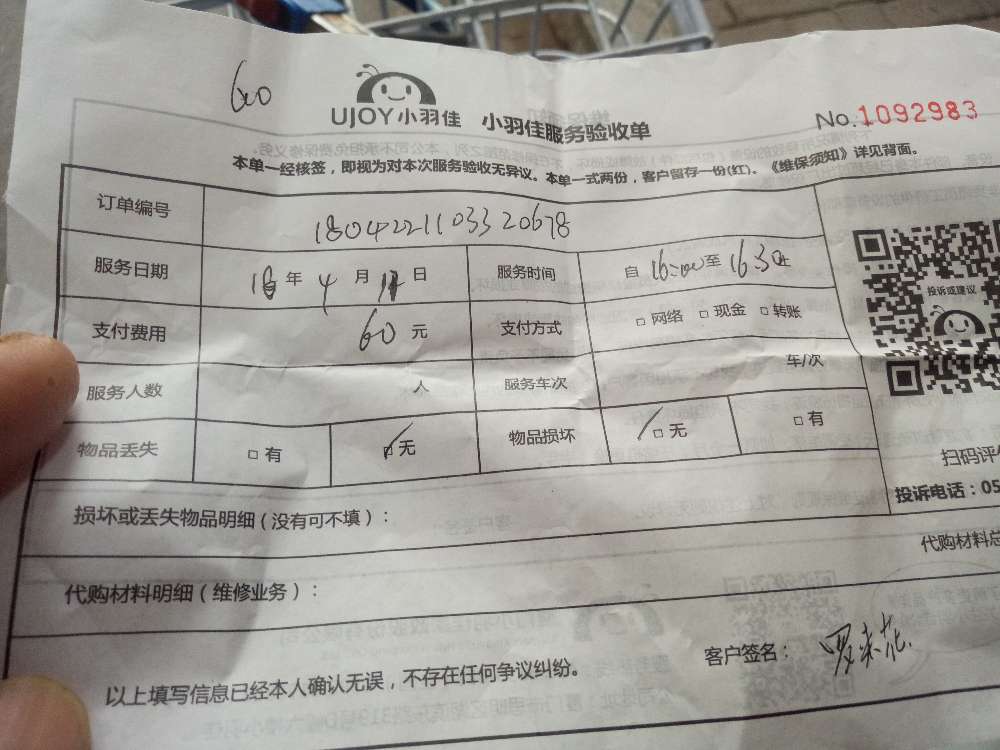 600
UJOY小羽佳 小羽佳服务验收单 No.1092983
本单一经核签，即视为对本次服务验收无异议。本单一式两份，客户留存一份(红)。《维保须知》详见背面。
订单编号 1804221103320678
服务日期 年 4 月 日 服务时间 自 16:00 至 16:30 止
支付费用 60 元 支付方式 □ 网络 □ 现金 □ 转账
服务人数 人 服务车次 车/次
物品丢失 □ 有 □ 无 物品损坏 □ 无 □ 有
投诉或建议
扫码评价
投诉电话：05
损坏或丢失物品明细（没有可不填）：
代购材料总
代购材料明细（维修业务）：
以上填写信息已经本人确认无误，不存在任何争议纠纷。 客户签名：